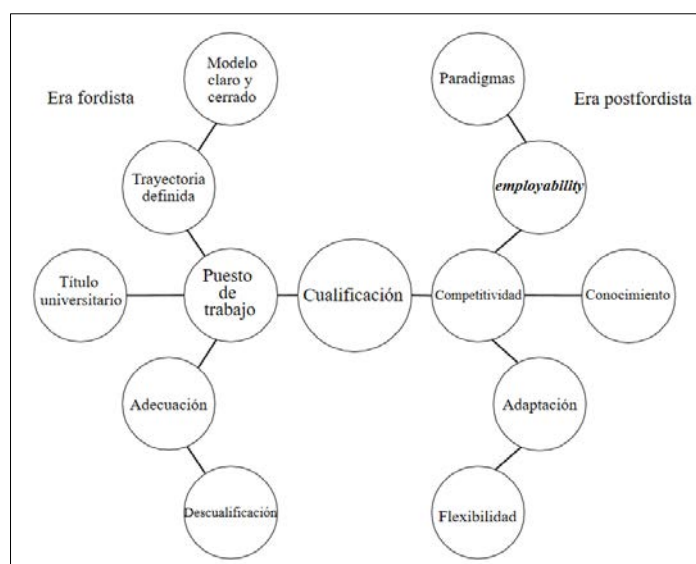 Modelo
claro y
cerrado
Paradigmas
Era fordista
Era postfordista
Trayectoria
definida
employability
Título
universitario
Puesto
de
trabajo
Cualificación
Competitividad
Conocimiento
Adecuación
Adaptación
Descualificación
Flexibilidad